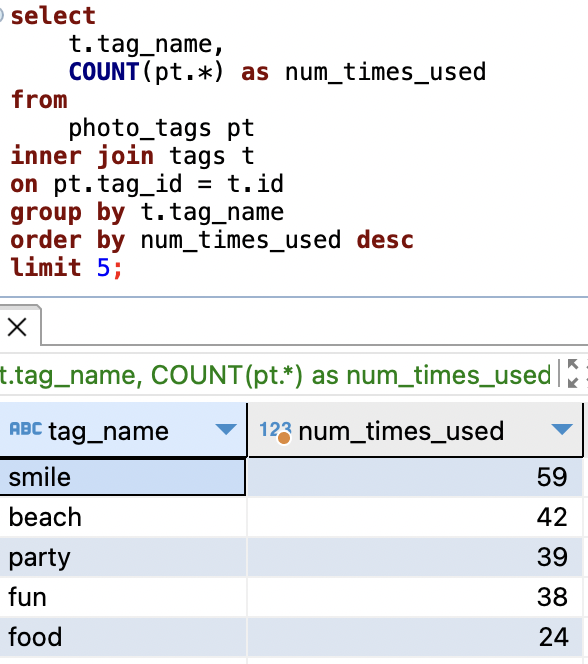 select
t.tag_name,
COUNT(pt.*) as num_times_used
from
photo_tags pt
inner join tags t
on pt.tag_id = t.id
group by t.tag_name
order by num_times_used desc
limit 5;
t.tag_name, COUNT(pt.*) as num_times_used
ABC tag_name 123 num_times_used
smile 59
beach 42
party 39
fun 38
food 24